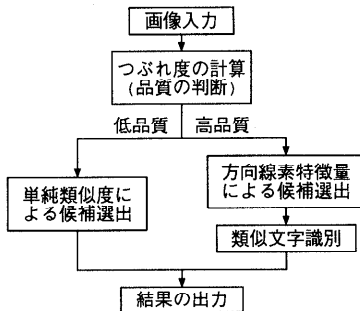 画像入力
つぶれ度の計算
(品質の判断)
低品質
高品質
単純類似度に
よる候補選出
方向線素特徴量
による候補選出
類似文字識別
結果の出力